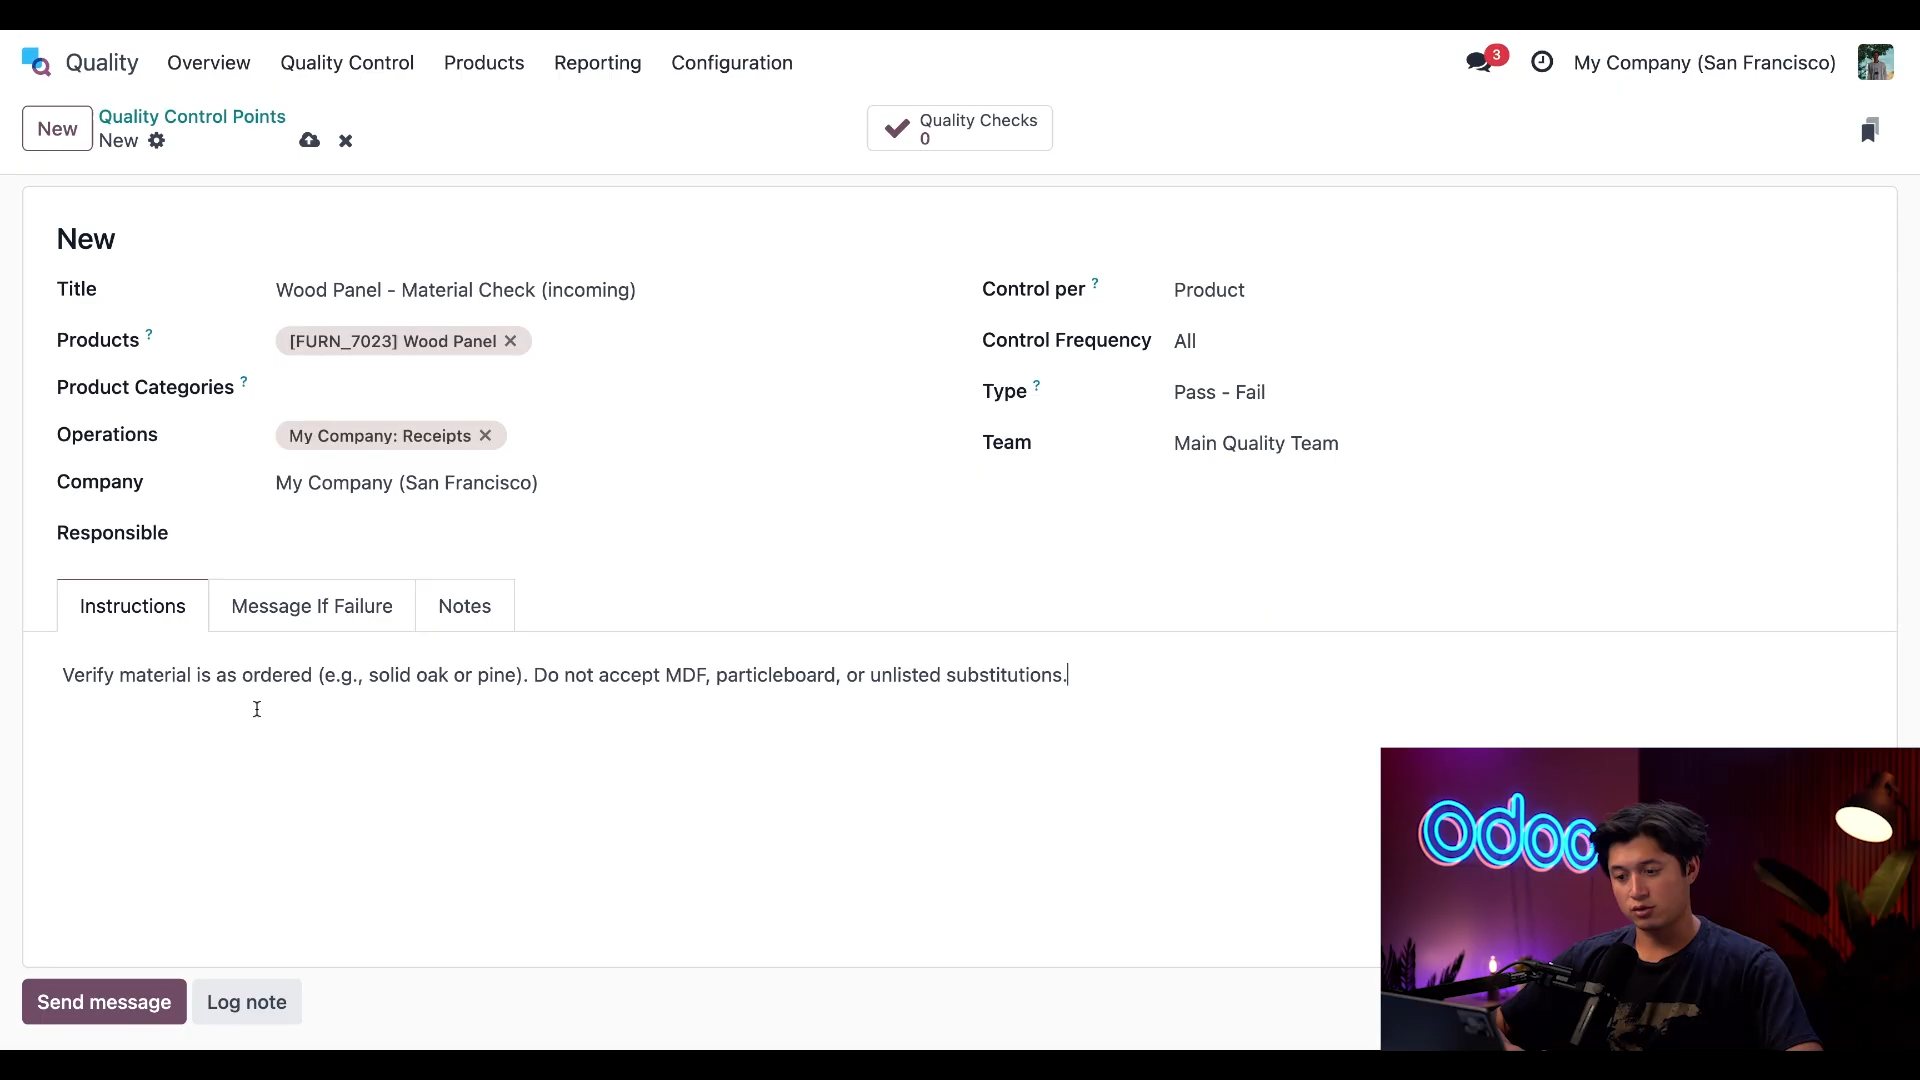 Quality Overview Quality Control Products Reporting Configuration 3 My Company (San Francisco)
New Quality Control Points
New
Quality Checks
0
New
Title Wood Panel - Material Check (incoming)
Products ? [FURN_7023] Wood Panel
Product Categories ?
Operations My Company: Receipts
Company My Company (San Francisco)
Responsible
Control per ? Product
Control Frequency All
Type ? Pass - Fail
Team Main Quality Team
Instructions Message If Failure Notes
Verify material is as ordered (e.g., solid oak or pine). Do not accept MDF, particleboard, or unlisted substitutions.
Send message Log note
odoo